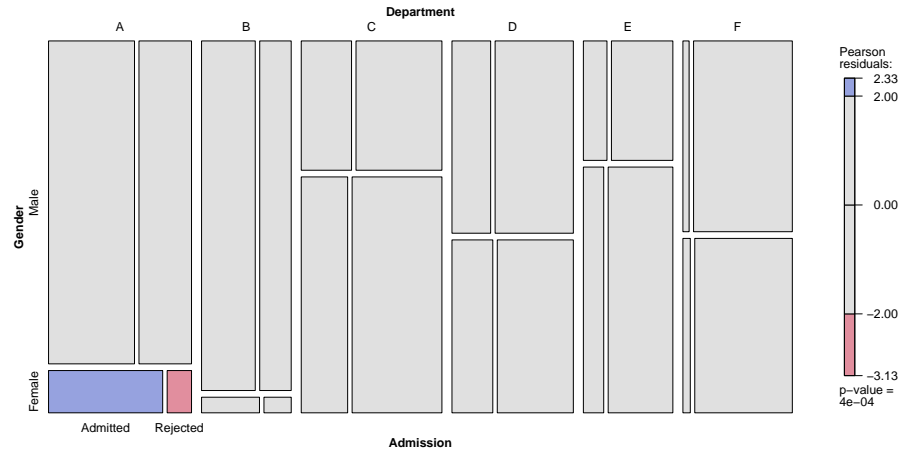 Department
A B C D E F
Gender
Male
Female
Admitted Rejected
Admission
Pearson
residuals:
2.33
2.00
0.00
−2.00
−3.13
p−value =
4e−04